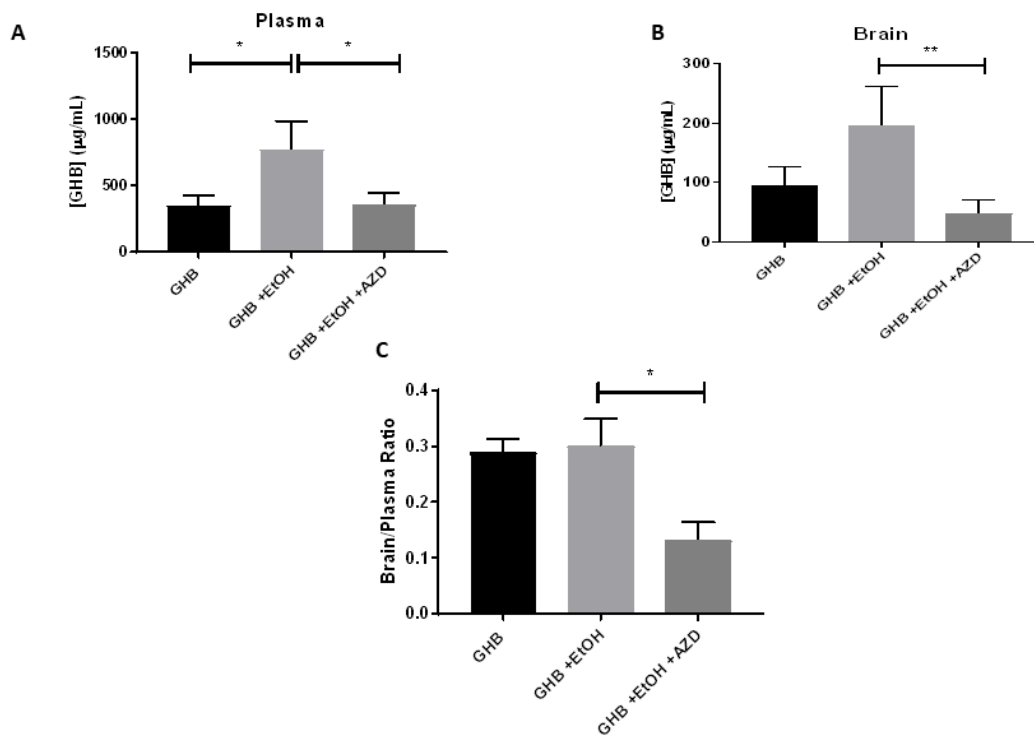 A
Plasma
* *
1500
1000
500
0
[GHB] (μg/mL)
GHB
GHB +EtOH
GHB +EtOH +AZD
B
Brain
**
300
200
100
0
[GHB] (μg/mL)
GHB
GHB +EtOH
GHB +EtOH +AZD
C
*
0.4
0.3
0.2
0.1
0.0
Brain/Plasma Ratio
GHB
GHB +EtOH
GHB +EtOH +AZD